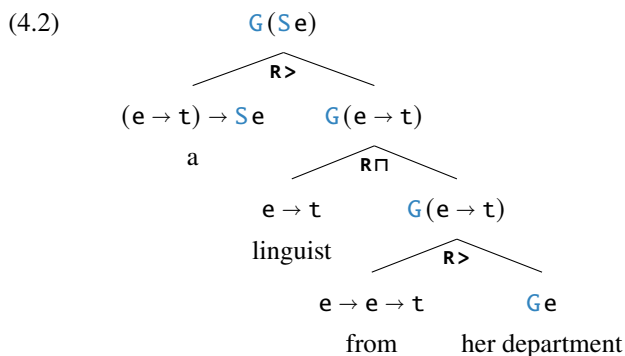 (4.2) G(Se)
R>
(e → t) → Se G(e → t)
a R⊓
e → t G(e → t)
linguist R>
e → e → t Ge
from her department